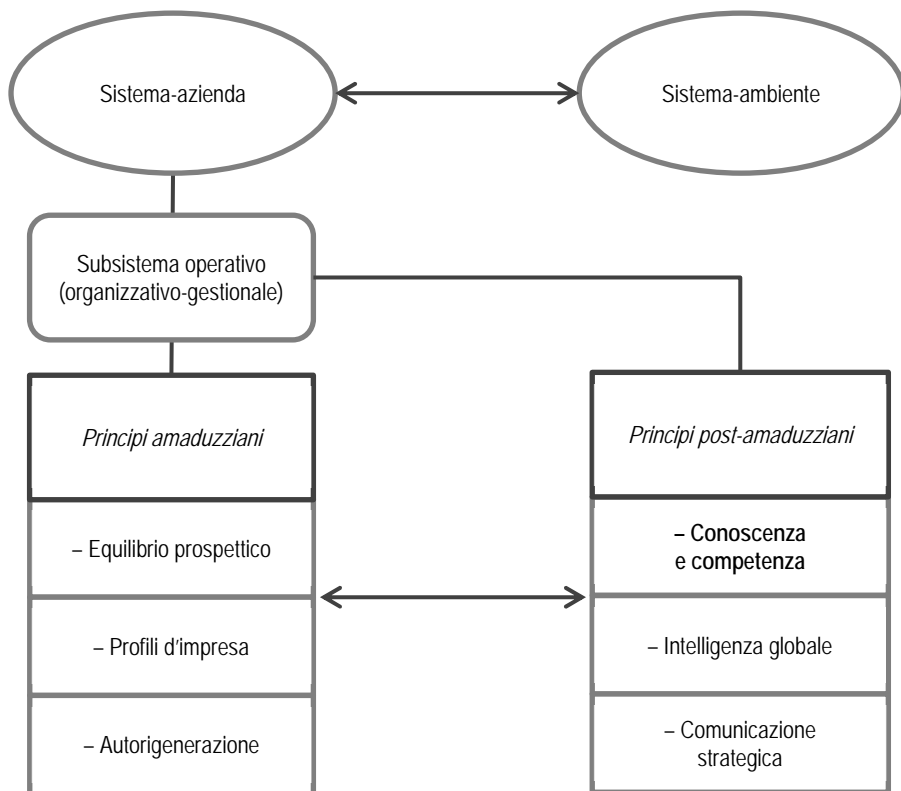 Sistema-azienda
Sistema-ambiente
Subsistema operativo
(organizzativo-gestionale)
Principi amaduzziani
Principi post-amaduzziani
– Equilibrio prospettico
– Conoscenza
e competenza
– Profili d'impresa
– Intelligenza globale
– Autorigenerazione
– Comunicazione
strategica